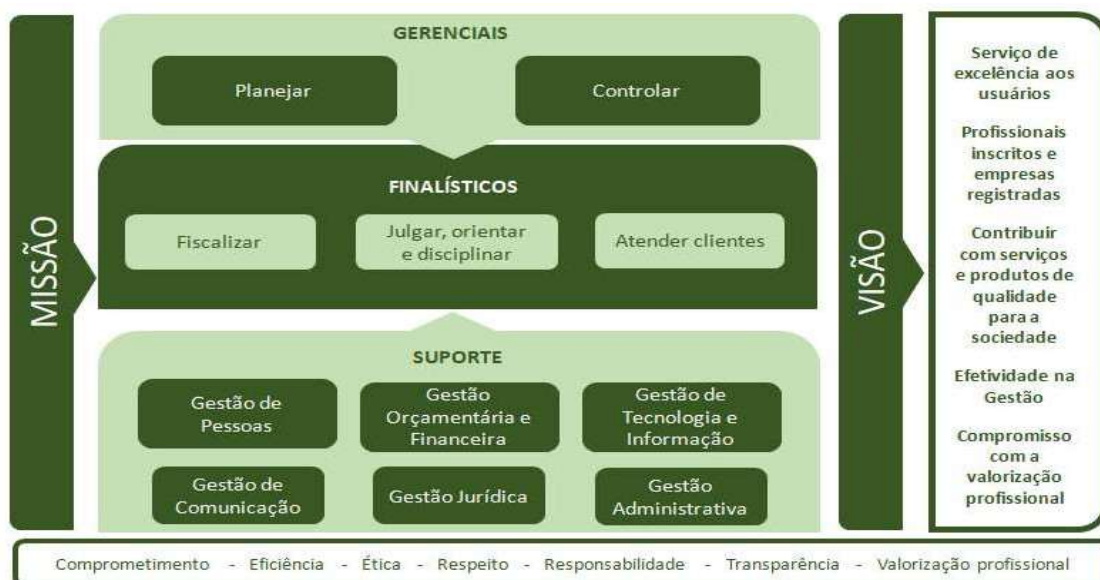 MISSÃO
GERENCIAIS
Planejar
Controlar
FINALÍSTICOS
Fiscalizar
Julgar, orientar
e disciplinar
Atender clientes
SUPORTE
Gestão de
Pessoas
Gestão
Orçamentária e
Financeira
Gestão de
Tecnologia e
Informação
Gestão de
Comunicação
Gestão Jurídica
Gestão
Administrativa
VISÃO
Serviço de
excelência aos
usuários
Profissionais
inscritos e
empresas
registradas
Contribuir
com serviços
e produtos de
qualidade
para a
sociedade
Efetividade na
Gestão
Compromisso
com a
valorização
profissional
Comprometimento - Eficiência - Ética - Respeito - Responsabilidade - Transparência - Valorização profissional